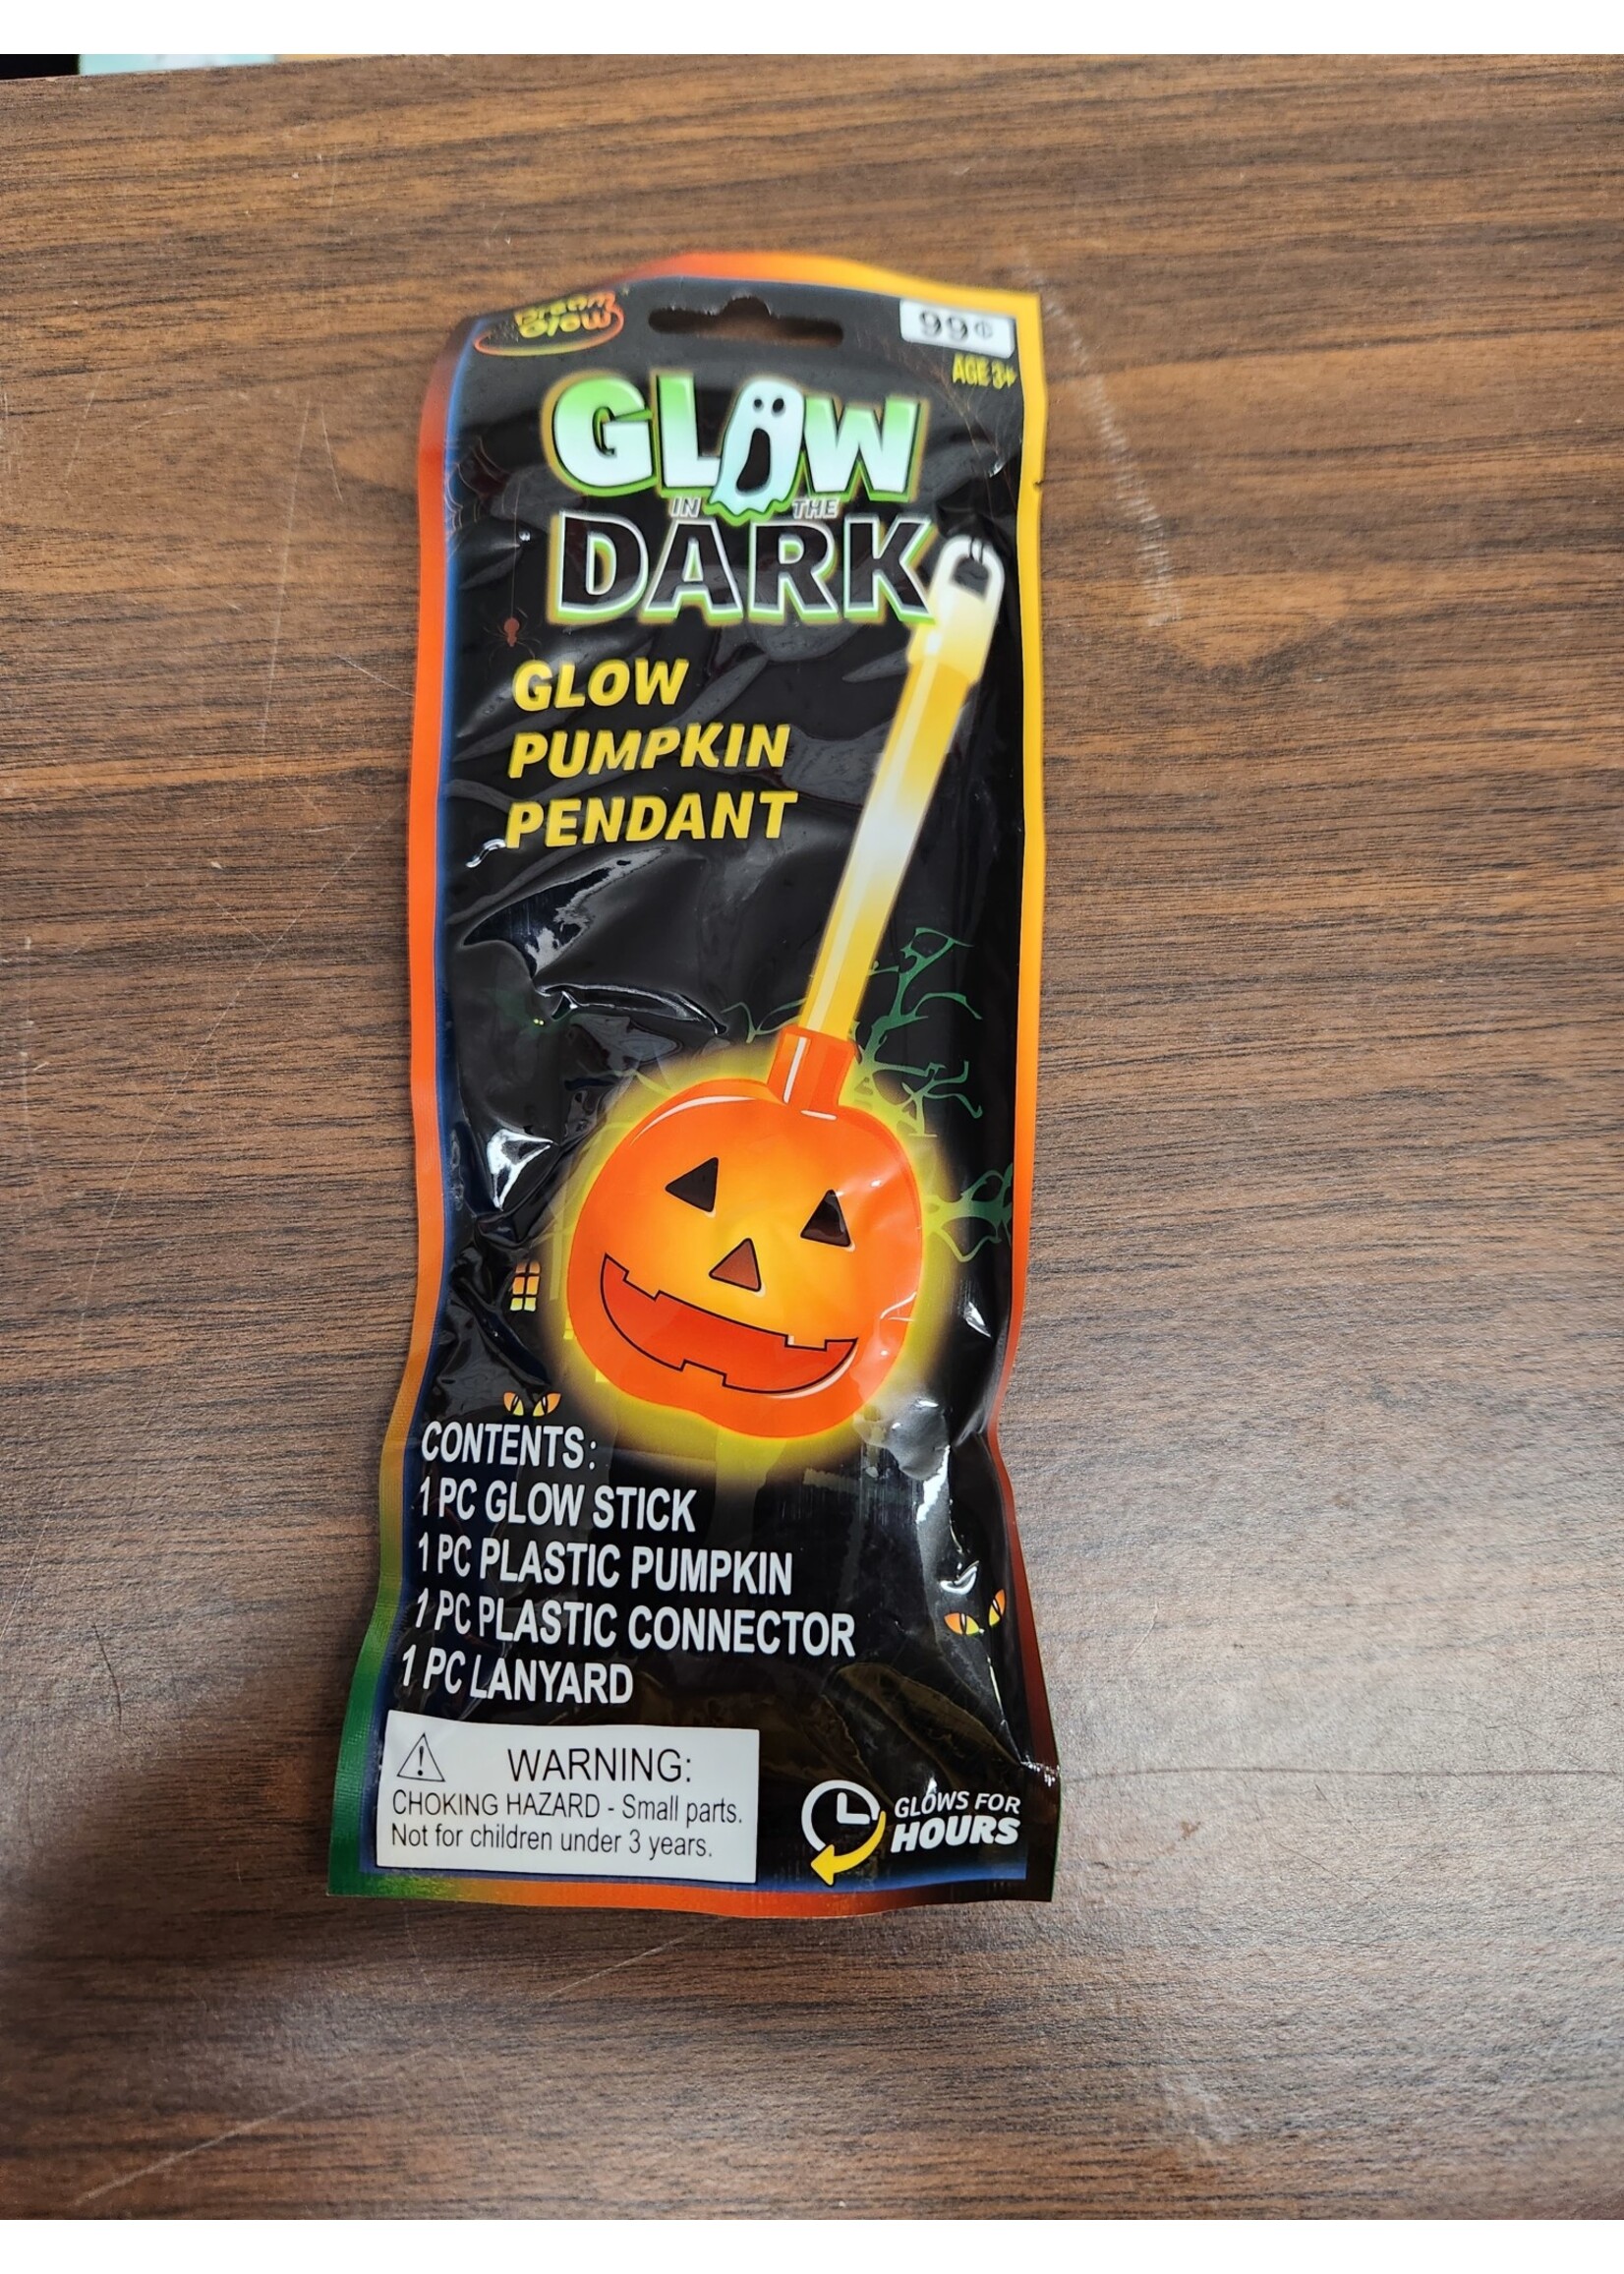 Dream
Glow
99¢
AGE 3+
GLOW
IN THE
DARK
GLOW
PUMPKIN
PENDANT
CONTENTS:
1 PC GLOW STICK
1 PC PLASTIC PUMPKIN
1 PC PLASTIC CONNECTOR
1 PC LANYARD
WARNING:
CHOKING HAZARD - Small parts.
Not for children under 3 years.
GLOWS FOR
HOURS